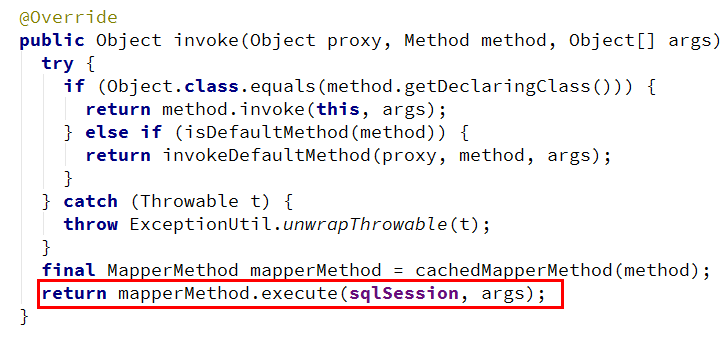 @Override
public Object invoke(Object proxy, Method method, Object[] args)
try {
if (Object.class.equals(method.getDeclaringClass())) {
return method.invoke(this, args);
} else if (isDefaultMethod(method)) {
return invokeDefaultMethod(proxy, method, args);
}
} catch (Throwable t) {
throw ExceptionUtil.unwrapThrowable(t);
}
final MapperMethod mapperMethod = cachedMapperMethod(method);
return mapperMethod.execute(sqlSession, args);
}